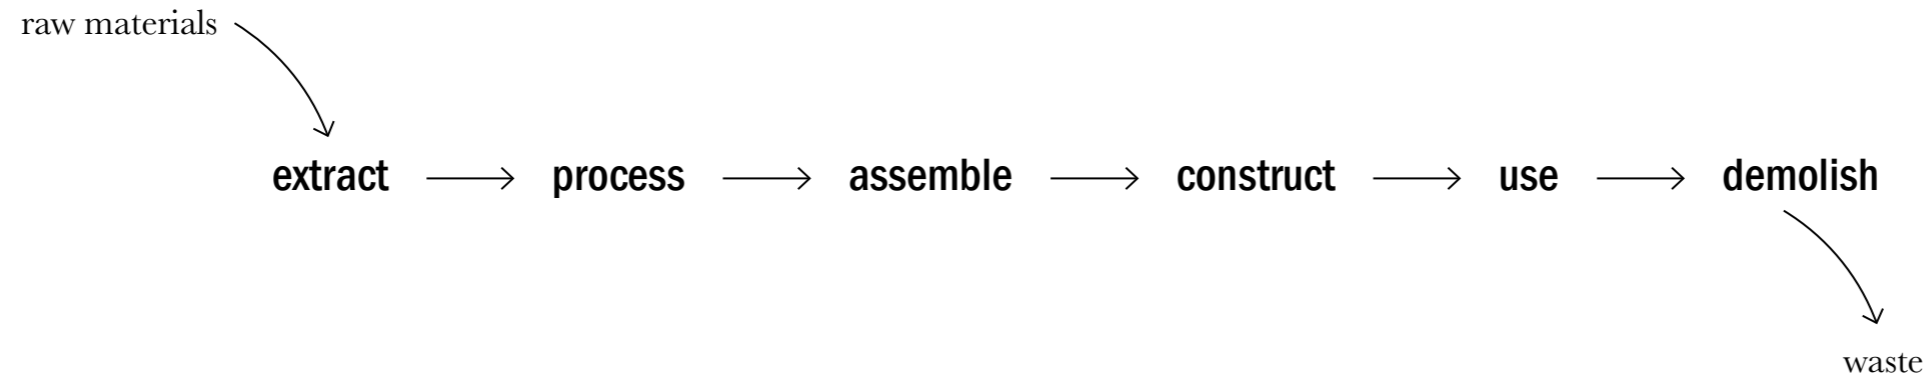 raw materials
extract → process → assemble → construct → use → demolish
waste